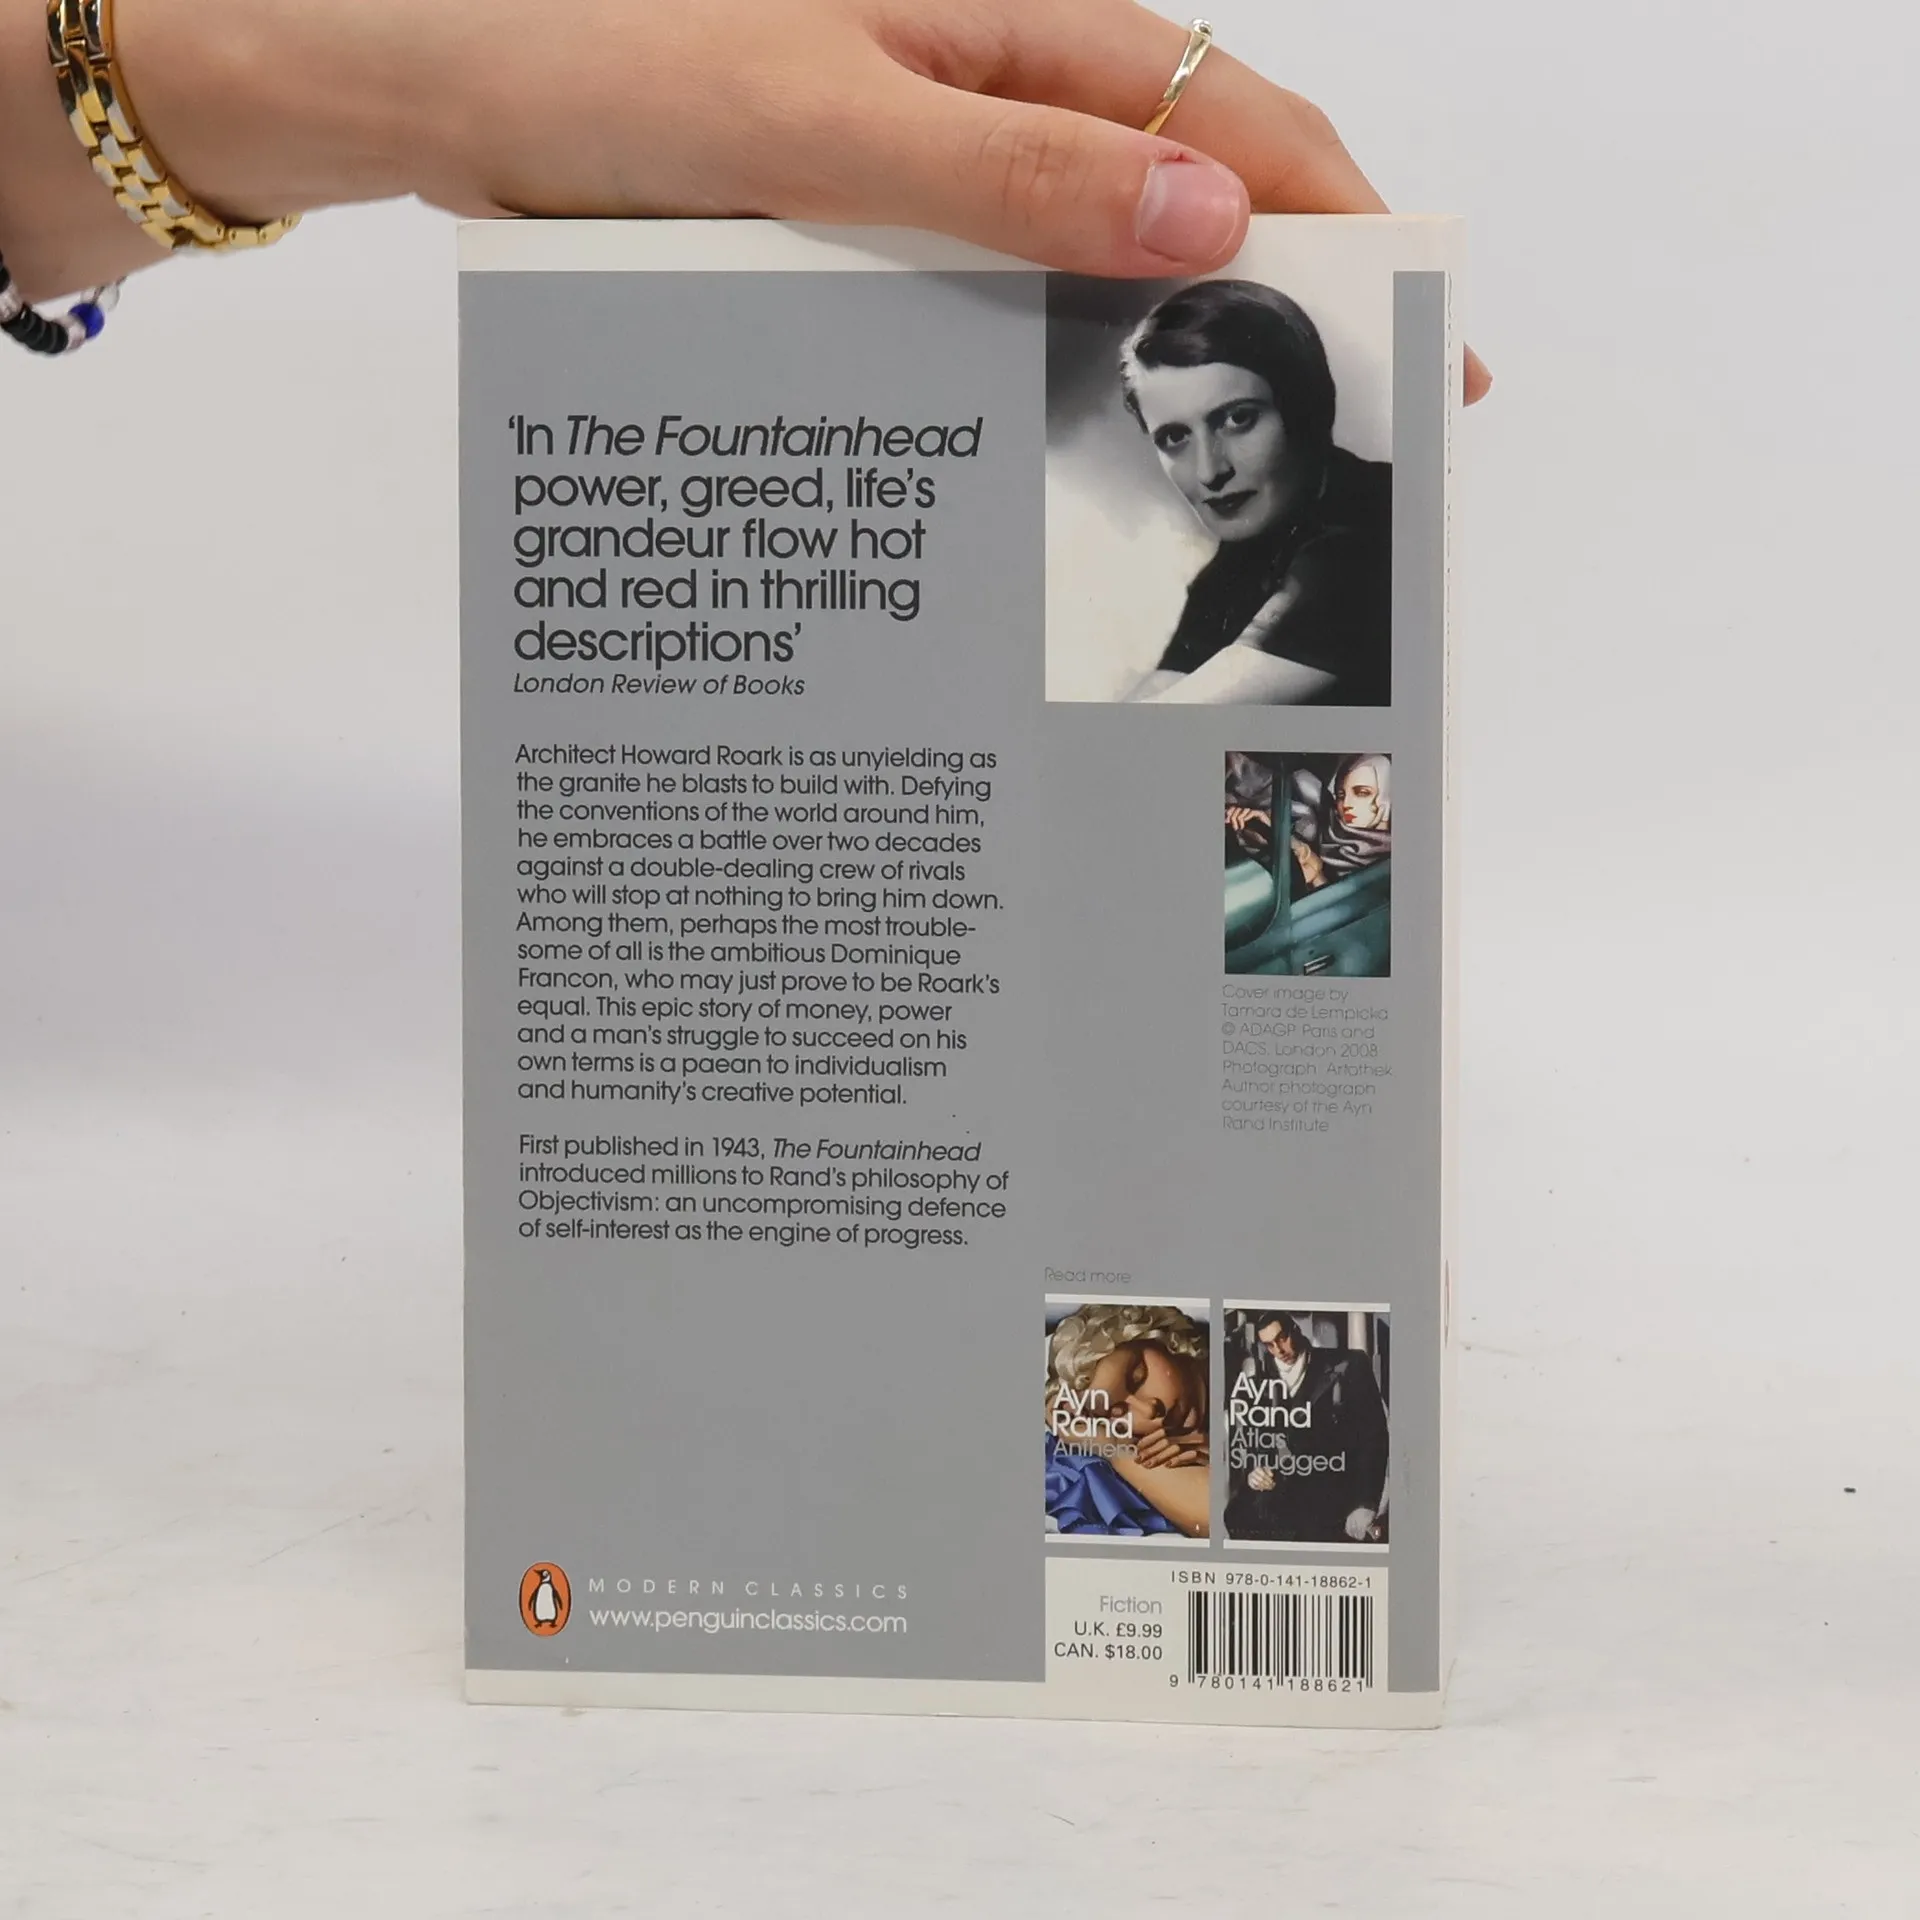 ‘In The Fountainhead
power, greed, life’s
grandeur flow hot
and red in thrilling
descriptions’
London Review of Books
Architect Howard Roark is as unyielding as
the granite he blasts to build with. Defying
the conventions of the world around him,
he embraces a battle over two decades
against a double-dealing crew of rivals
who will stop at nothing to bring him down.
Among them, perhaps the most trouble-
some of all is the ambitious Dominique
Francon, who may just prove to be Roark’s
equal. This epic story of money, power
and a man’s struggle to succeed on his
own terms is a paean to individualism
and humanity’s creative potential.
First published in 1943, The Fountainhead
introduced millions to Rand’s philosophy of
Objectivism: an uncompromising defence
of self-interest as the engine of progress.
Cover image by
Tamara de Lempicka
© ADAGP, Paris and
DACS, London 2008
Photograph: Artothek
Author photograph
courtesy of the Ayn
Rand Institute
Read more
Ayn
Rand
Anthem
Ayn
Rand
Atlas
Shrugged
MODERN CLASSICS
www.penguinclassics.com
ISBN 978-0-141-18862-1
Fiction
U.K. £9.99
CAN. $18.00
9 780141 188621